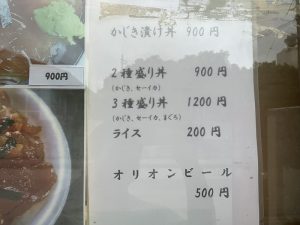 900円
かじき漬け丼 900円
2種盛り丼 900円
(かじき、セーイカ)
3種盛り丼 1200円
(かじき、セーイカ、まぐろ)
ライス 200円
オリオンビール
500円